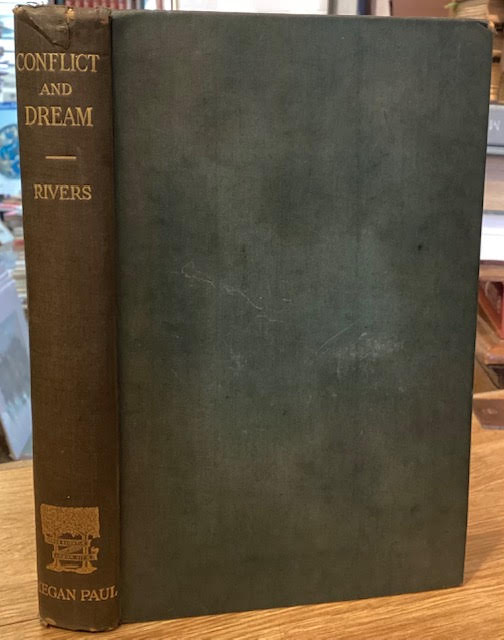 CONFLICT
AND
DREAM
RIVERS
KEGAN PAUL